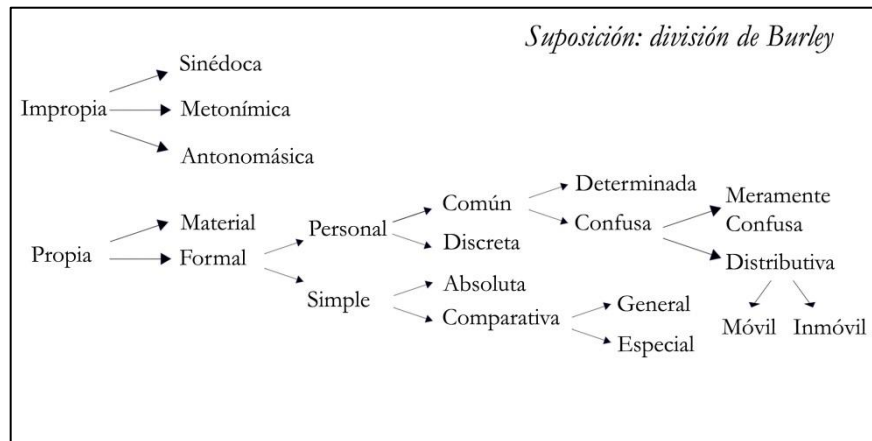 Suposición: división de Burley
Sinédoca
Impropia
Metonímica
Antonomásica
Propia
Material
Formal
Personal
Simple
Común
Discreta
Absoluta
Comparativa
Determinada
Confusa
General
Especial
Meramente
Confusa
Distributiva
Móvil
Inmóvil